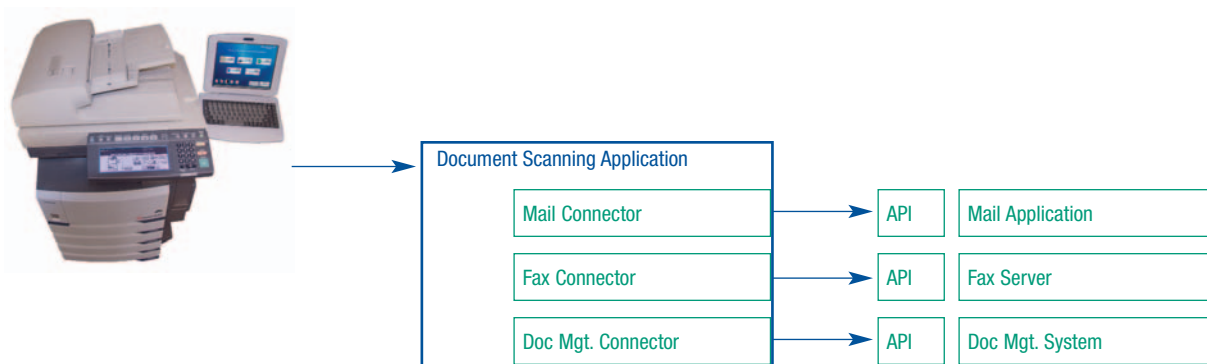 Document Scanning Application
Mail Connector
API
Mail Application
Fax Connector
API
Fax Server
Doc Mgt. Connector
API
Doc Mgt. System